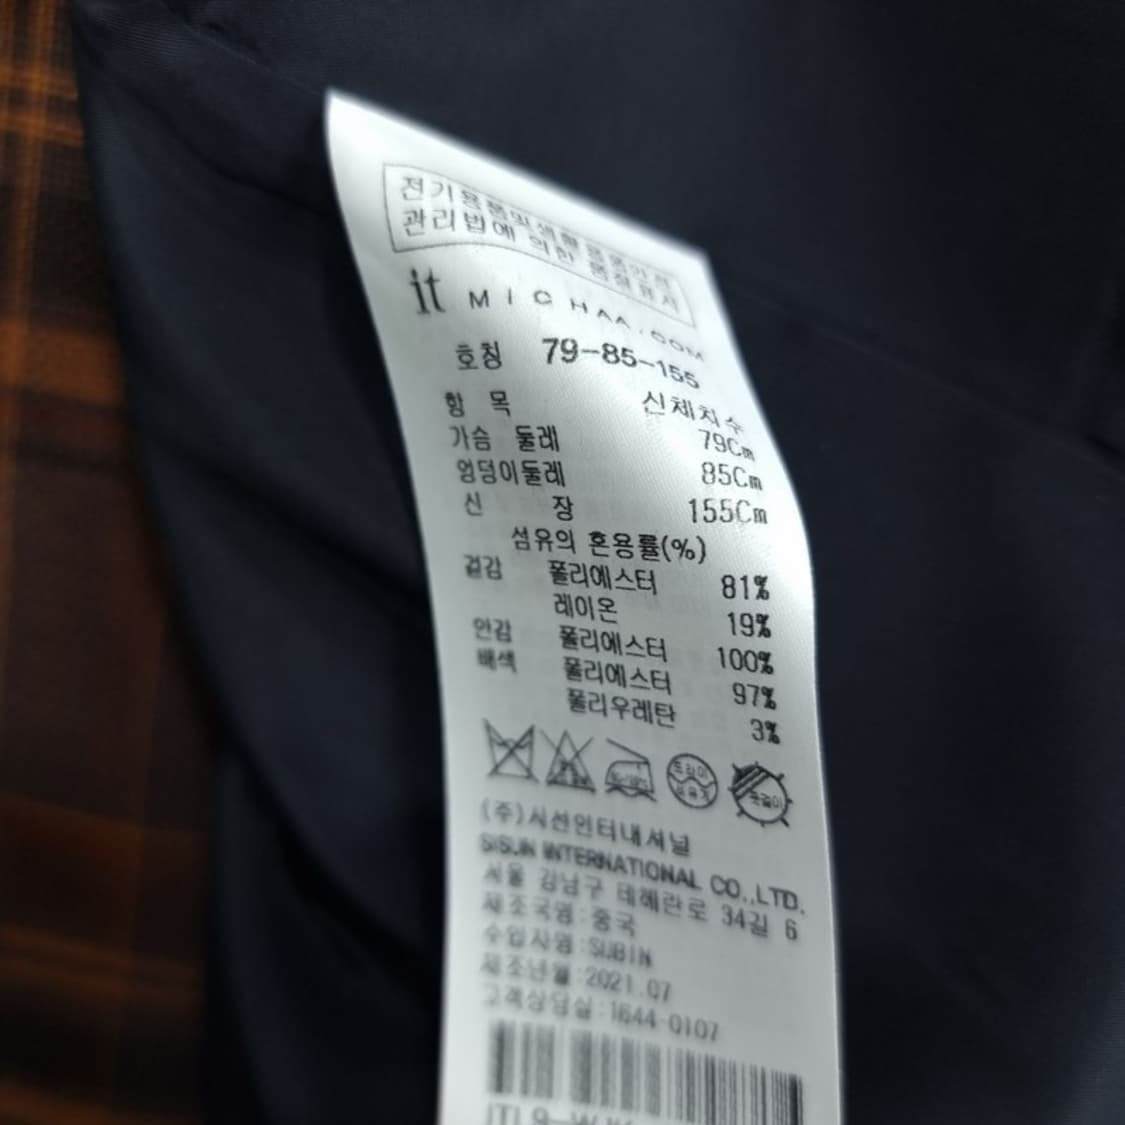 전기용품및생활용품안전
관리법에 의한 품질표시
it MICHAA.COM
호칭 79-85-155
항 목 신체치수
가슴 둘레 79Cm
엉덩이둘레 85Cm
신 장 155Cm
섬유의 혼용률(%)
겉감 폴리에스터 81%
레이온 19%
안감 폴리에스터 100%
배색 폴리에스터 97%
폴리우레탄 3%
드라이 옷걸이
(주)시선인터내셔널
SISUN INTERNATIONAL CO.,LTD.
서울 강남구 테헤란로 34길 6
제조국명:중국
수입자명:SUBIN
제조년월:2021.07
고객상담실:1644-0107